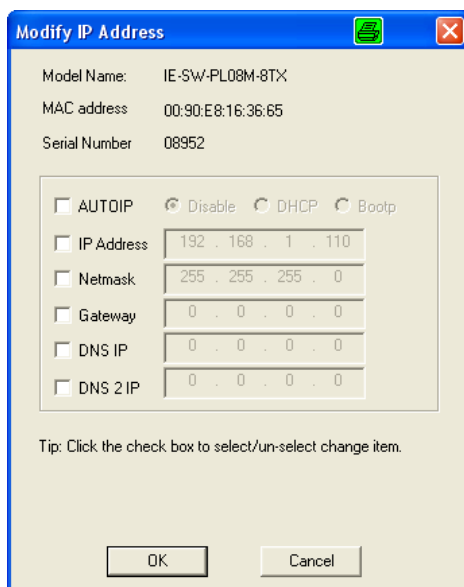 Modify IP Address
Model Name: IE-SW-PL08M-8TX
MAC address 00:90:E8:16:36:65
Serial Number 08952
AUTOIP Disable DHCP Bootp
IP Address 192 . 168 . 1 . 110
Netmask 255 . 255 . 255 . 0
Gateway 0 . 0 . 0 . 0
DNS IP 0 . 0 . 0 . 0
DNS 2 IP 0 . 0 . 0 . 0
Tip: Click the check box to select/un-select change item.
OK Cancel